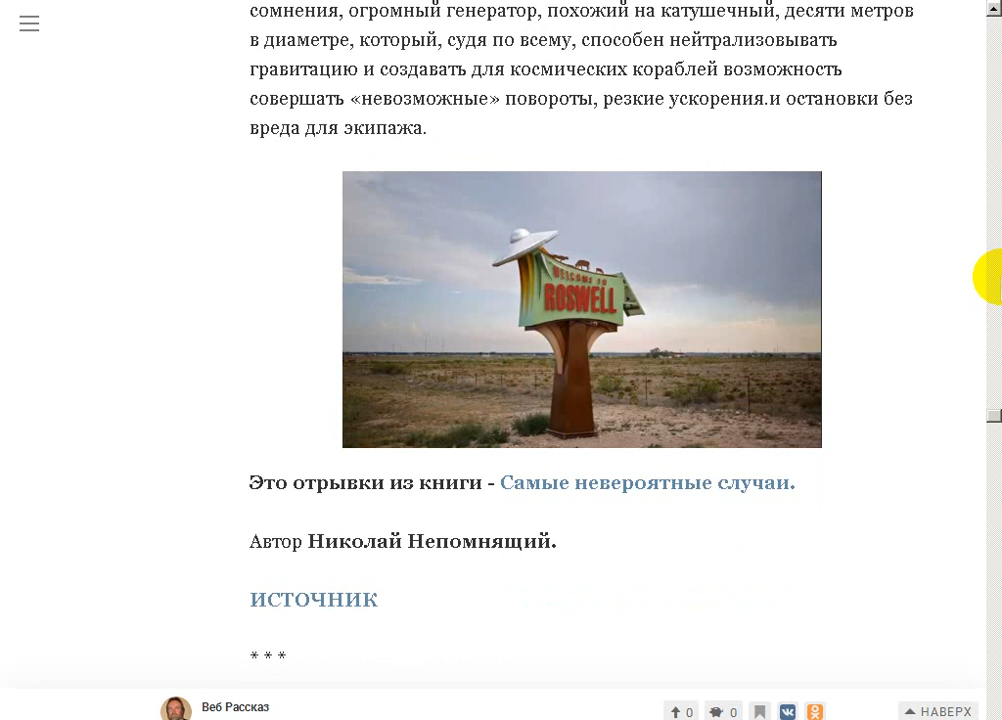 сомнения, огромный генератор, похожий на катушечный, десяти метров
в диаметре, который, судя по всему, способен нейтрализовывать
гравитацию и создавать для космических кораблей возможность
совершать «невозможные» повороты, резкие ускорения.и остановки без
вреда для экипажа.
WELCOME TO
ROSWELL
Это отрывки из книги - Самые невероятные случаи.
Автор Николай Непомнящий.
ИСТОЧНИК
* * *
Веб Рассказ
0
0
НАВЕРХ